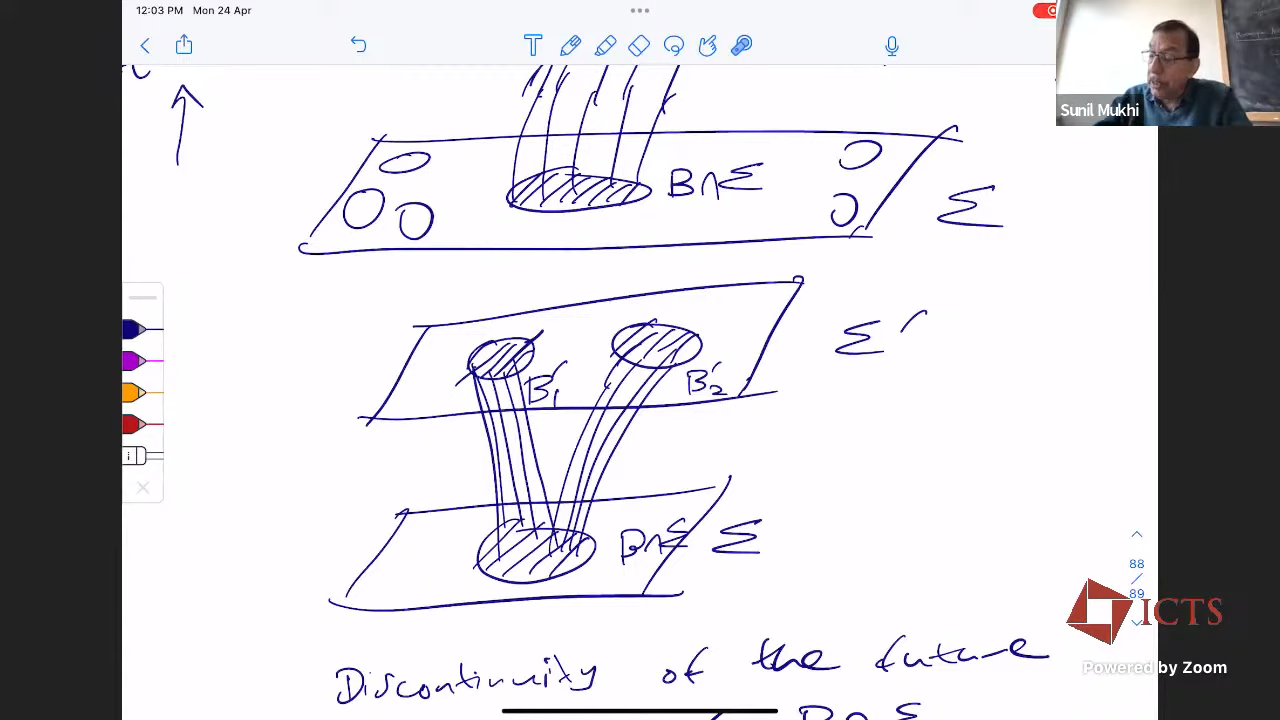 12:03 PM Mon 24 Apr
Sunil Mukhi
B∩Σ
Σ
Σ′
B′₁
B′₂
B∩Σ Σ
88
/
89
ICTS
Discontinuity of the future
Powered by Zoom
B∩Σ